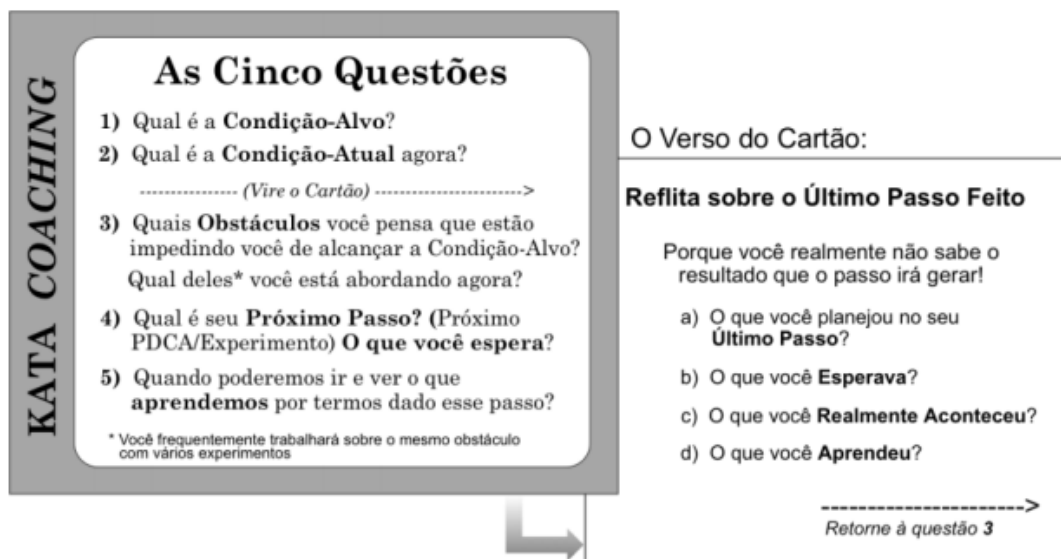 KATA COACHING
As Cinco Questões
1) Qual é a Condição-Alvo?
2) Qual é a Condição-Atual agora?
---------------- (Vire o Cartão) ------------------------>
3) Quais Obstáculos você pensa que estão
impedindo você de alcançar a Condição-Alvo?
Qual deles* você está abordando agora?
4) Qual é seu Próximo Passo? (Próximo
PDCA/Experimento) O que você espera?
5) Quando poderemos ir e ver o que
aprendemos por termos dado esse passo?
* Você frequentemente trabalhará sobre o mesmo obstáculo
com vários experimentos
O Verso do Cartão:
Reflita sobre o Último Passo Feito
Porque você realmente não sabe o
resultado que o passo irá gerar!
a) O que você planejou no seu
Último Passo?
b) O que você Esperava?
c) O que você Realmente Aconteceu?
d) O que você Aprendeu?
---------------------->
Retorne à questão 3